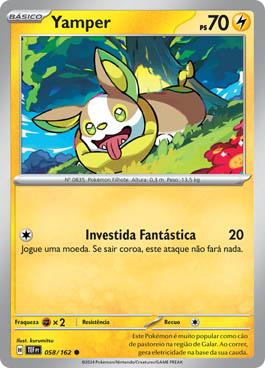 BÁSICO Yamper PS 70
Nº 0835 Pokémon Filhote Altura: 0,3 m Peso: 13,5 kg
Investida Fantástica 20
Jogue uma moeda. Se sair coroa, este ataque não fará nada.
Fraqueza ×2 Resistência Recuo
Ilust. kurumitsu
H TEF PT 058/162
Este Pokémon é muito popular como cão
de pastoreio na região de Galar. Ao correr,
gera eletricidade na base da sua cauda.
©2024 Pokémon/Nintendo/Creatures/GAME FREAK